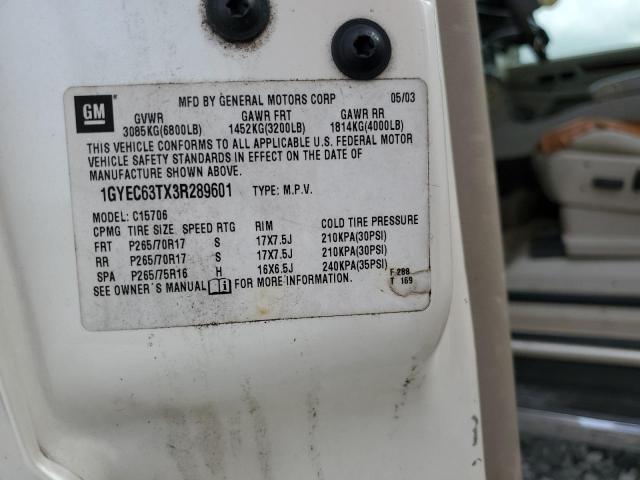 GM
MFD BY GENERAL MOTORS CORP 05/03
GVWR GAWR FRT GAWR RR
3085KG(6800LB) 1452KG(3200LB) 1814KG(4000LB)
THIS VEHICLE CONFORMS TO ALL APPLICABLE U.S. FEDERAL MOTOR
VEHICLE SAFETY STANDARDS IN EFFECT ON THE DATE OF
MANUFACTURE SHOWN ABOVE.
1GYEC63TX3R289601 TYPE: M.P.V.
MODEL: C15706
CPMG TIRE SIZE SPEED RTG RIM COLD TIRE PRESSURE
FRT P265/70R17 S 17X7.5J 210KPA(30PSI)
RR P265/70R17 S 17X7.5J 210KPA(30PSI)
SPA P265/75R16 H 16X6.5J 240KPA(35PSI)
SEE OWNER'S MANUAL FOR MORE INFORMATION.
F 288
T 169